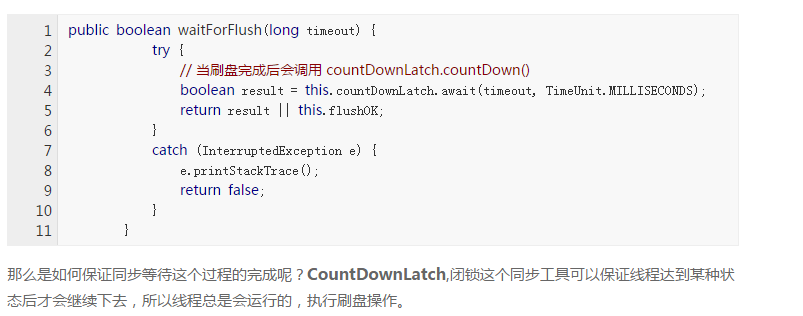 1 public boolean waitForFlush(long timeout) {
2 try {
3 // 当刷盘完成后会调用 countDownLatch.countDown()
4 boolean result = this.countDownLatch.await(timeout, TimeUnit.MILLISECONDS);
5 return result || this.flushOK;
6 }
7 catch (InterruptedException e) {
8 e.printStackTrace();
9 return false;
10 }
11 }
那么是如何保证同步等待这个过程的完成呢？CountDownLatch,闭锁这个同步工具可以保证线程达到某种状
态后才会继续下去，所以线程总是会运行的，执行刷盘操作。